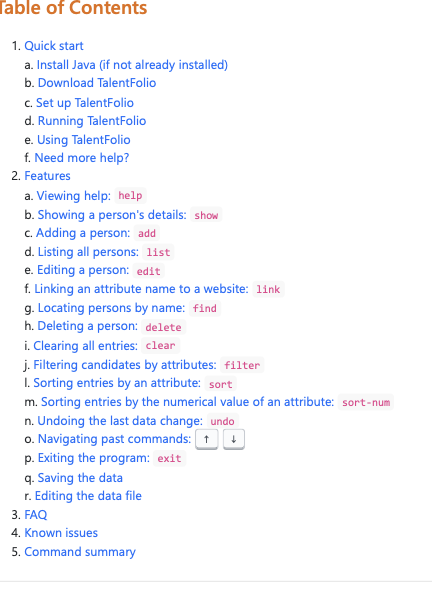 Table of Contents
1. Quick start
a. Install Java (if not already installed)
b. Download TalentFolio
c. Set up TalentFolio
d. Running TalentFolio
e. Using TalentFolio
f. Need more help?
2. Features
a. Viewing help: help
b. Showing a person's details: show
c. Adding a person: add
d. Listing all persons: list
e. Editing a person: edit
f. Linking an attribute name to a website: link
g. Locating persons by name: find
h. Deleting a person: delete
i. Clearing all entries: clear
j. Filtering candidates by attributes: filter
l. Sorting entries by an attribute: sort
m. Sorting entries by the numerical value of an attribute: sort-num
n. Undoing the last data change: undo
o. Navigating past commands: ↑ ↓
p. Exiting the program: exit
q. Saving the data
r. Editing the data file
3. FAQ
4. Known issues
5. Command summary